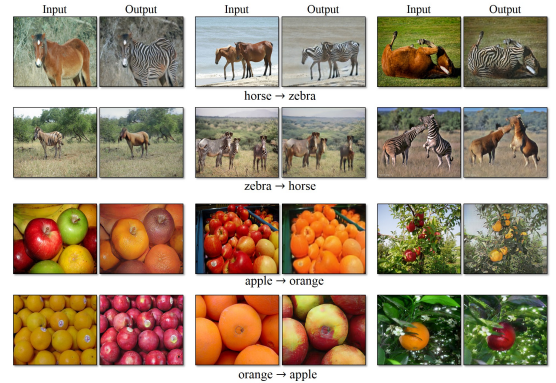 Input Output Input Output Input Output
horse → zebra
zebra → horse
apple → orange
orange → apple